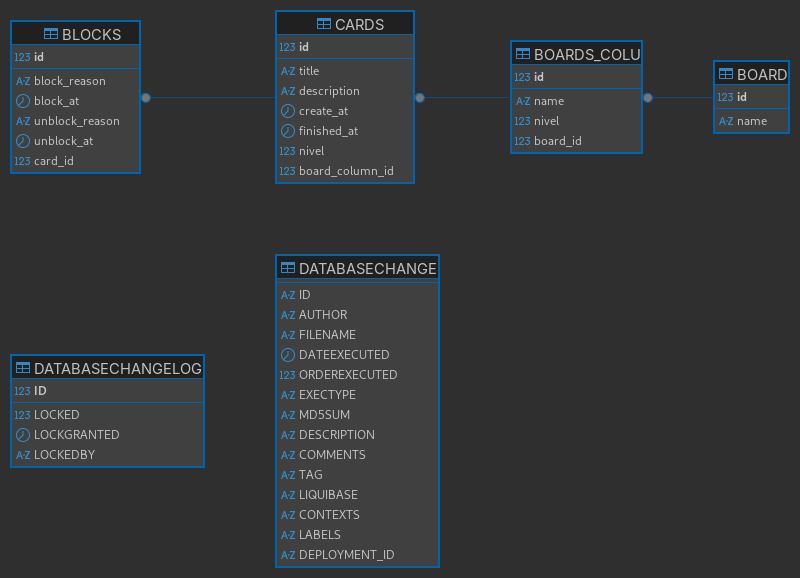 BLOCKS
123 id
A-Z block_reason
block_at
A-Z unblock_reason
unblock_at
123 card_id
CARDS
123 id
A-Z title
A-Z description
create_at
finished_at
123 nivel
123 board_column_id
BOARDS_COLU
123 id
A-Z name
123 nivel
123 board_id
BOARD
123 id
A-Z name
DATABASECHANGELOG
123 ID
123 LOCKED
LOCKGRANTED
A-Z LOCKEDBY
DATABASECHANGE
A-Z ID
A-Z AUTHOR
A-Z FILENAME
DATEEXECUTED
123 ORDEREXECUTED
A-Z EXECTYPE
A-Z MD5SUM
A-Z DESCRIPTION
A-Z COMMENTS
A-Z TAG
A-Z LIQUIBASE
A-Z CONTEXTS
A-Z LABELS
A-Z DEPLOYMENT_ID